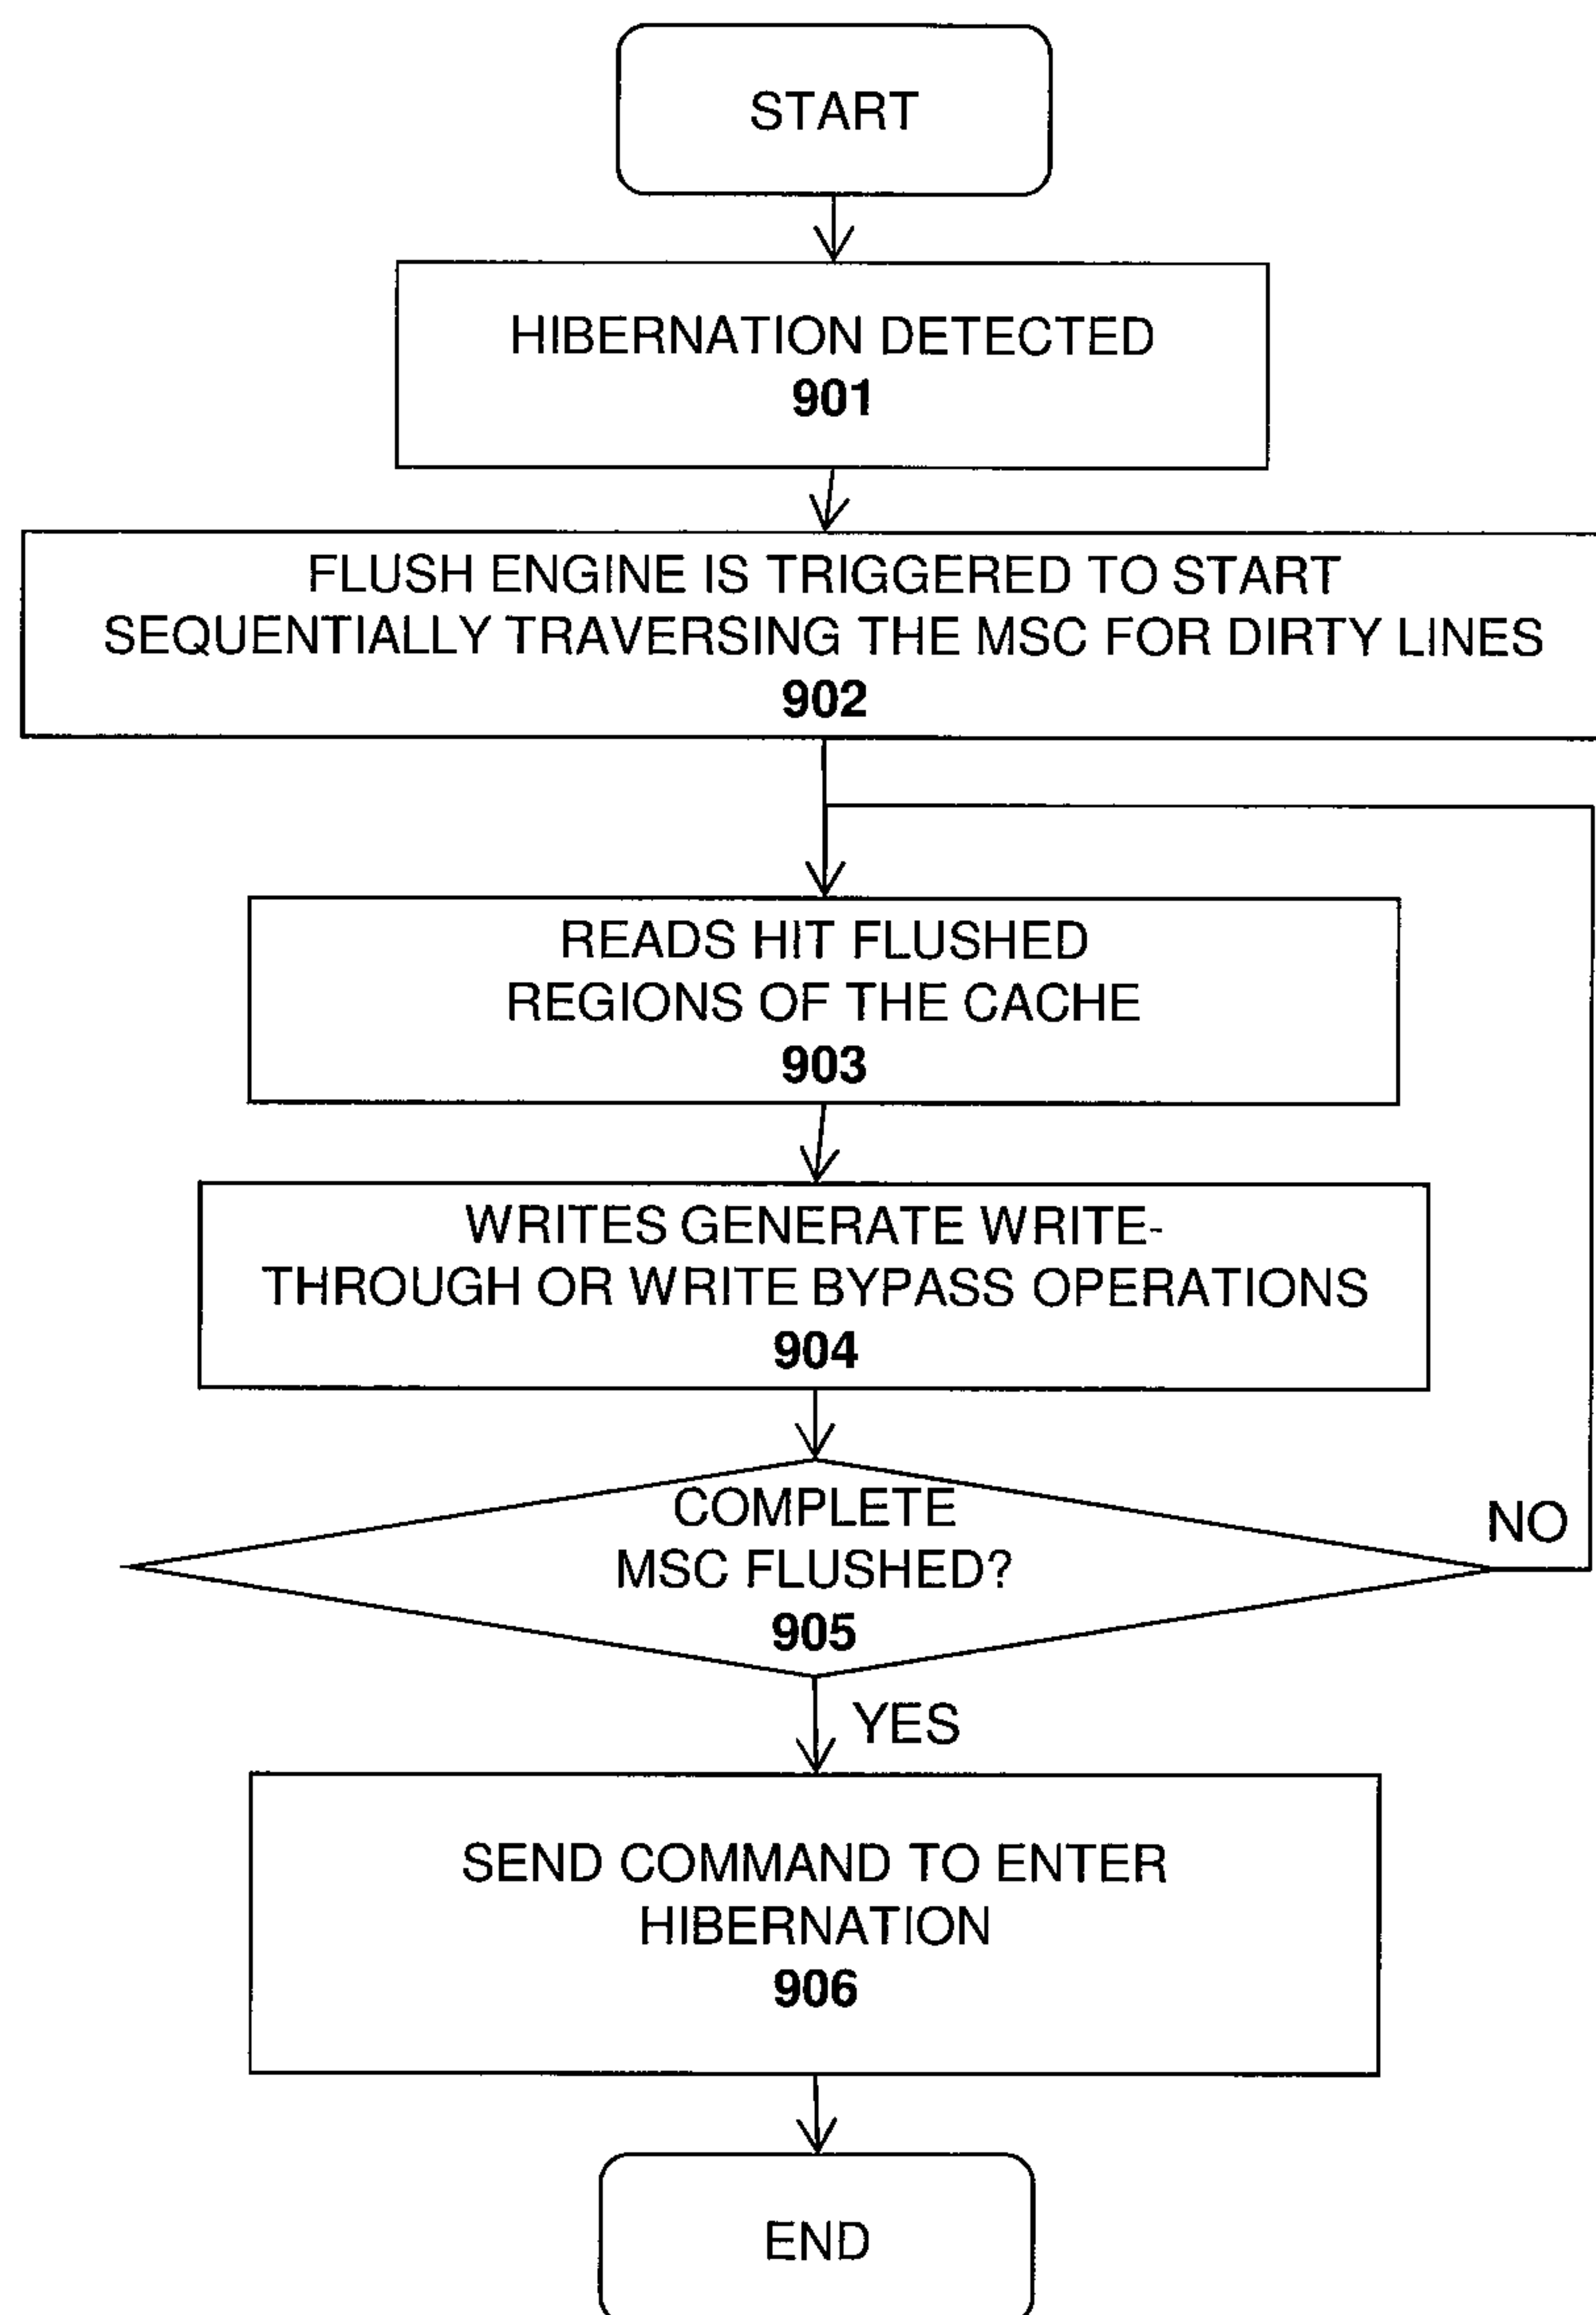 START
HIBERNATION DETECTED
901
FLUSH ENGINE IS TRIGGERED TO START
SEQUENTIALLY TRAVERSING THE MSC FOR DIRTY LINES
902
READS HIT FLUSHED
REGIONS OF THE CACHE
903
WRITES GENERATE WRITE-
THROUGH OR WRITE BYPASS OPERATIONS
904
COMPLETE
MSC FLUSHED?
905
NO
YES
SEND COMMAND TO ENTER
HIBERNATION
906
END